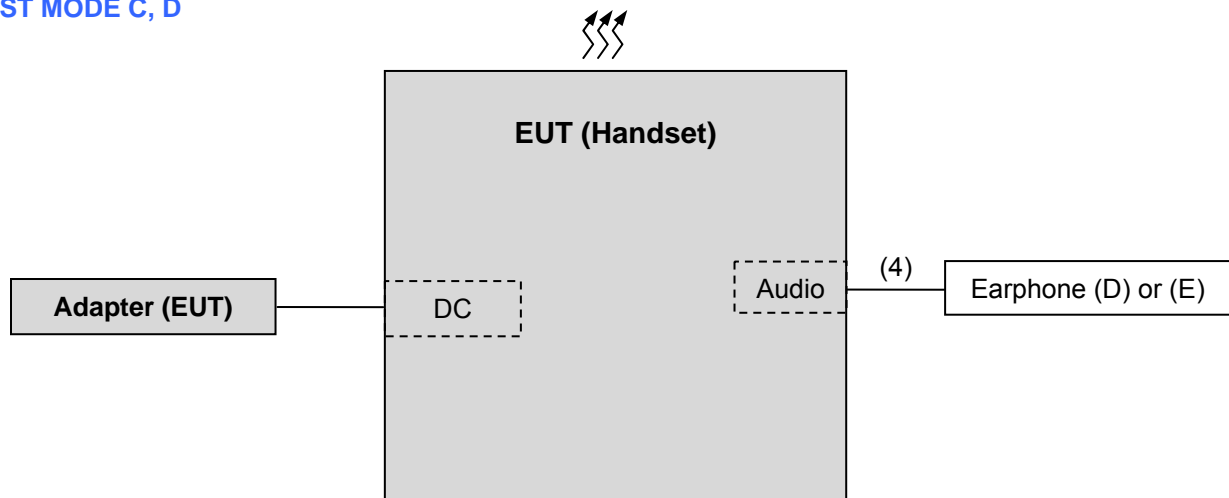 ST MODE C, D
EUT (Handset)
Adapter (EUT)
DC
Audio
(4)
Earphone (D) or (E)